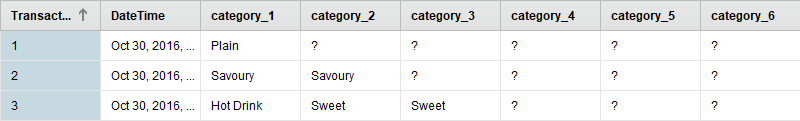 Transact... DateTime category_1 category_2 category_3 category_4 category_5 category_6
1 Oct 30, 2016, ... Plain ? ? ? ? ?
2 Oct 30, 2016, ... Savoury Savoury ? ? ? ?
3 Oct 30, 2016, ... Hot Drink Sweet Sweet ? ? ?